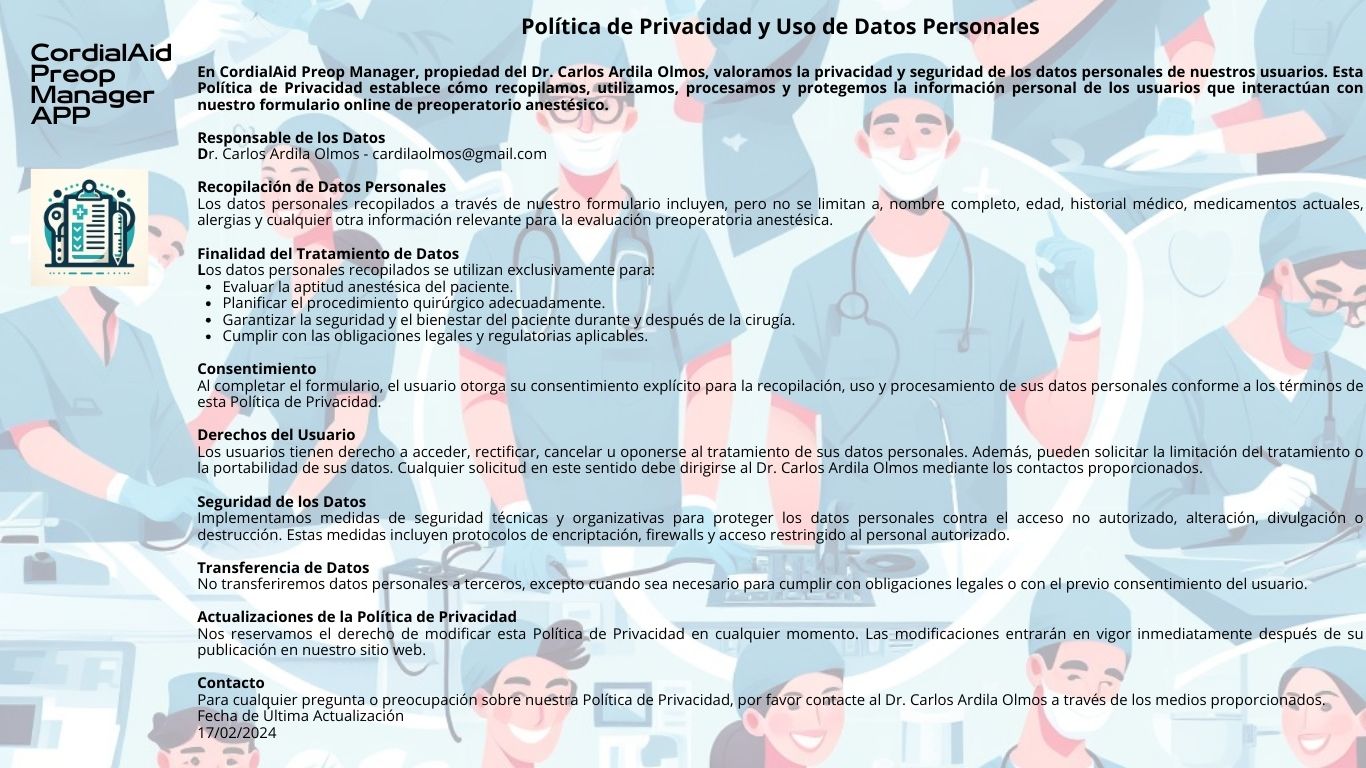 Política de Privacidad y Uso de Datos Personales
CordialAid
Preop
Manager
APP
En CordialAid Preop Manager, propiedad del Dr. Carlos Ardila Olmos, valoramos la privacidad y seguridad de los datos personales de nuestros usuarios. Esta
Política de Privacidad establece cómo recopilamos, utilizamos, procesamos y protegemos la información personal de los usuarios que interactúan con
nuestro formulario online de preoperatorio anestésico.
Responsable de los Datos
Dr. Carlos Ardila Olmos - cardilaolmos@gmail.com
Recopilación de Datos Personales
Los datos personales recopilados a través de nuestro formulario incluyen, pero no se limitan a, nombre completo, edad, historial médico, medicamentos actuales,
alergias y cualquier otra información relevante para la evaluación preoperatoria anestésica.
Finalidad del Tratamiento de Datos
Los datos personales recopilados se utilizan exclusivamente para:
• Evaluar la aptitud anestésica del paciente.
• Planificar el procedimiento quirúrgico adecuadamente.
• Garantizar la seguridad y el bienestar del paciente durante y después de la cirugía.
• Cumplir con las obligaciones legales y regulatorias aplicables.
Consentimiento
Al completar el formulario, el usuario otorga su consentimiento explícito para la recopilación, uso y procesamiento de sus datos personales conforme a los términos de
esta Política de Privacidad.
Derechos del Usuario
Los usuarios tienen derecho a acceder, rectificar, cancelar u oponerse al tratamiento de sus datos personales. Además, pueden solicitar la limitación del tratamiento o
la portabilidad de sus datos. Cualquier solicitud en este sentido debe dirigirse al Dr. Carlos Ardila Olmos mediante los contactos proporcionados.
Seguridad de los Datos
Implementamos medidas de seguridad técnicas y organizativas para proteger los datos personales contra el acceso no autorizado, alteración, divulgación o
destrucción. Estas medidas incluyen protocolos de encriptación, firewalls y acceso restringido al personal autorizado.
Transferencia de Datos
No transferiremos datos personales a terceros, excepto cuando sea necesario para cumplir con obligaciones legales o con el previo consentimiento del usuario.
Actualizaciones de la Política de Privacidad
Nos reservamos el derecho de modificar esta Política de Privacidad en cualquier momento. Las modificaciones entrarán en vigor inmediatamente después de su
publicación en nuestro sitio web.
Contacto
Para cualquier pregunta o preocupación sobre nuestra Política de Privacidad, por favor contacte al Dr. Carlos Ardila Olmos a través de los medios proporcionados.
Fecha de Última Actualización
17/02/2024